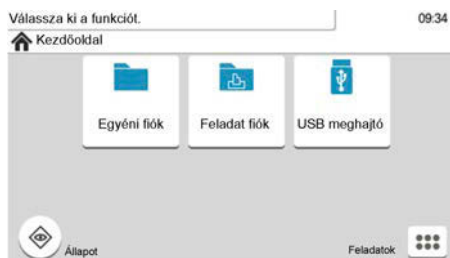 Válassza ki a funkciót. 09:34
Kezdőoldal
Egyéni fiók Feladat fiók USB meghajtó
Állapot Feladatok